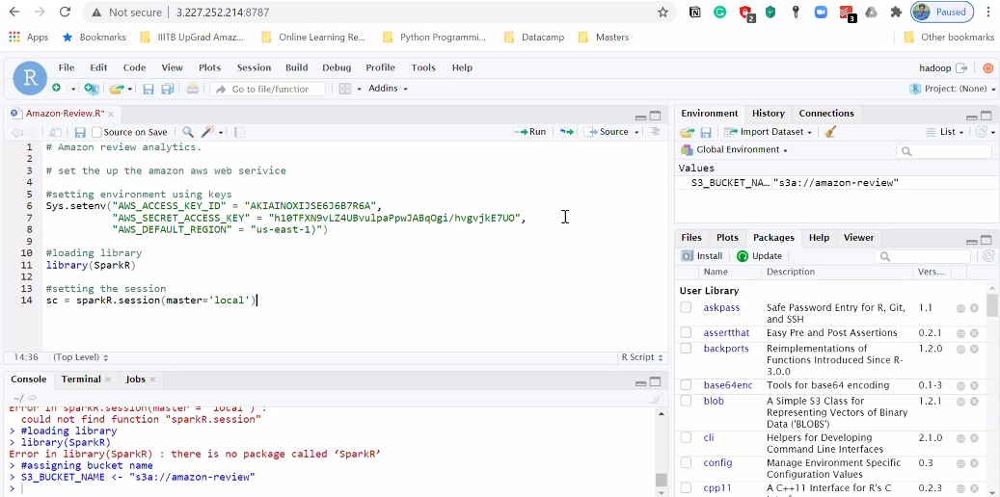 Not secure | 3.227.252.214:8787
2
3
Paused
Apps Bookmarks IIITB UpGrad Amaz... Online Learning Re... Python Programmi... Datacamp Masters Other bookmarks
R File Edit Code View Plots Session Build Debug Profile Tools Help hadoop
Go to file/function Addins Project: (None)
Amazon-Review.R*
Source on Save Run Source
1 # Amazon review analytics.
2
3 # set the up the amazon aws web serivice
4
5 #setting environment using keys
6 Sys.setenv("AWS_ACCESS_KEY_ID" = "AKIAINOXIJSE6J6B7R6A",
7 "AWS_SECRET_ACCESS_KEY" = "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",
8 "AWS_DEFAULT_REGION" = "us-east-1)")
9
10 #loading library
11 library(SparkR)
12
13 #setting the session
14 sc = sparkR.session(master='local')
14:36 (Top Level) R Script
Console Terminal Jobs
~/
Error in sparkR.session(master = "local") :
could not find function "sparkR.session"
> #loading library
> library(SparkR)
Error in library(SparkR) : there is no package called ‘SparkR’
> #assigning bucket name
> S3_BUCKET_NAME <- "s3a://amazon-review"
>
Environment History Connections
Import Dataset List
Global Environment
Values
S3_BUCKET_NA… "s3a://amazon-review"
Files Plots Packages Help Viewer
Install Update
Name Description Vers...
User Library
askpass Safe Password Entry for R, Git, 1.1
and SSH
assertthat Easy Pre and Post Assertions 0.2.1
backports Reimplementations of 1.2.0
Functions Introduced Since R-
3.0.0
base64enc Tools for base64 encoding 0.1-3
blob A Simple S3 Class for 1.2.1
Representing Vectors of Binary
Data ('BLOBS')
cli Helpers for Developing 2.1.0
Command Line Interfaces
config Manage Environment Specific 0.3
Configuration Values
cpp11 A C++11 Interface for R's C 0.2.3